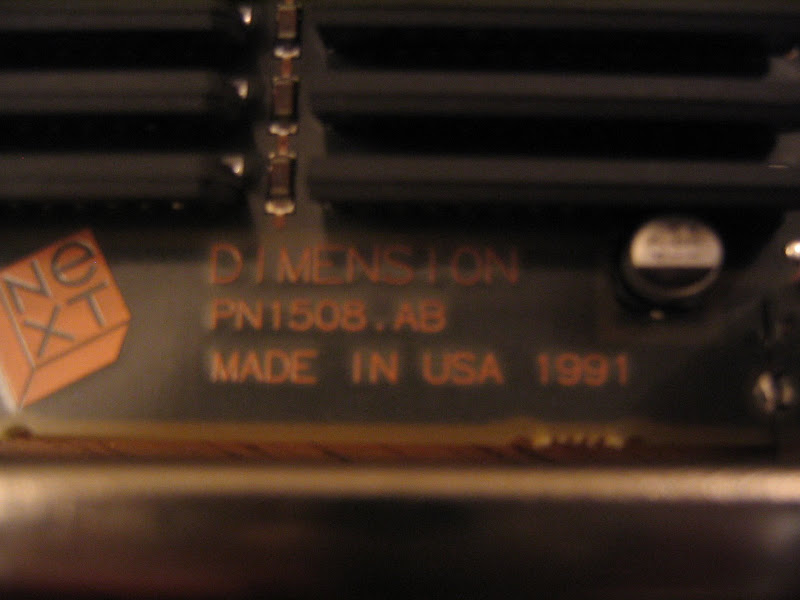 NeXT
DIMENSION
PN1508.AB
MADE IN USA 1991